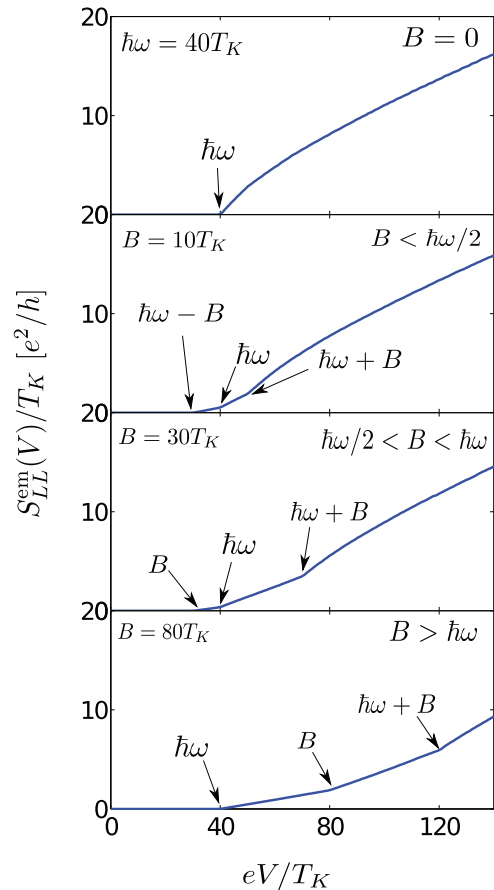 20
ħω = 40T_K
B = 0
10
ħω
20
B = 10T_K
B < ħω/2
ħω − B
10
ħω
ħω + B
20
B = 30T_K
ħω/2 < B < ħω
10
ħω + B
B
ħω
20
B = 80T_K
B > ħω
10
ħω + B
B
ħω
0
0 40 80 120
eV/T_K
S_{LL}^{em}(V)/T_K [e²/h]